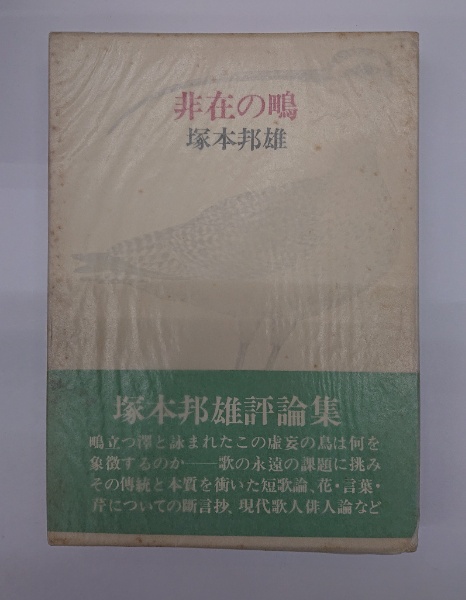 非在の鴫
塚本邦雄
塚本邦雄評論集
鴫立つ澤と詠まれたこの虚妄の鳥は何を
象徴するのか——歌の永遠の課題に挑み
その傳統と本質を衝いた短歌論、花・言葉・
芹についての斷言抄、現代歌人俳人論など